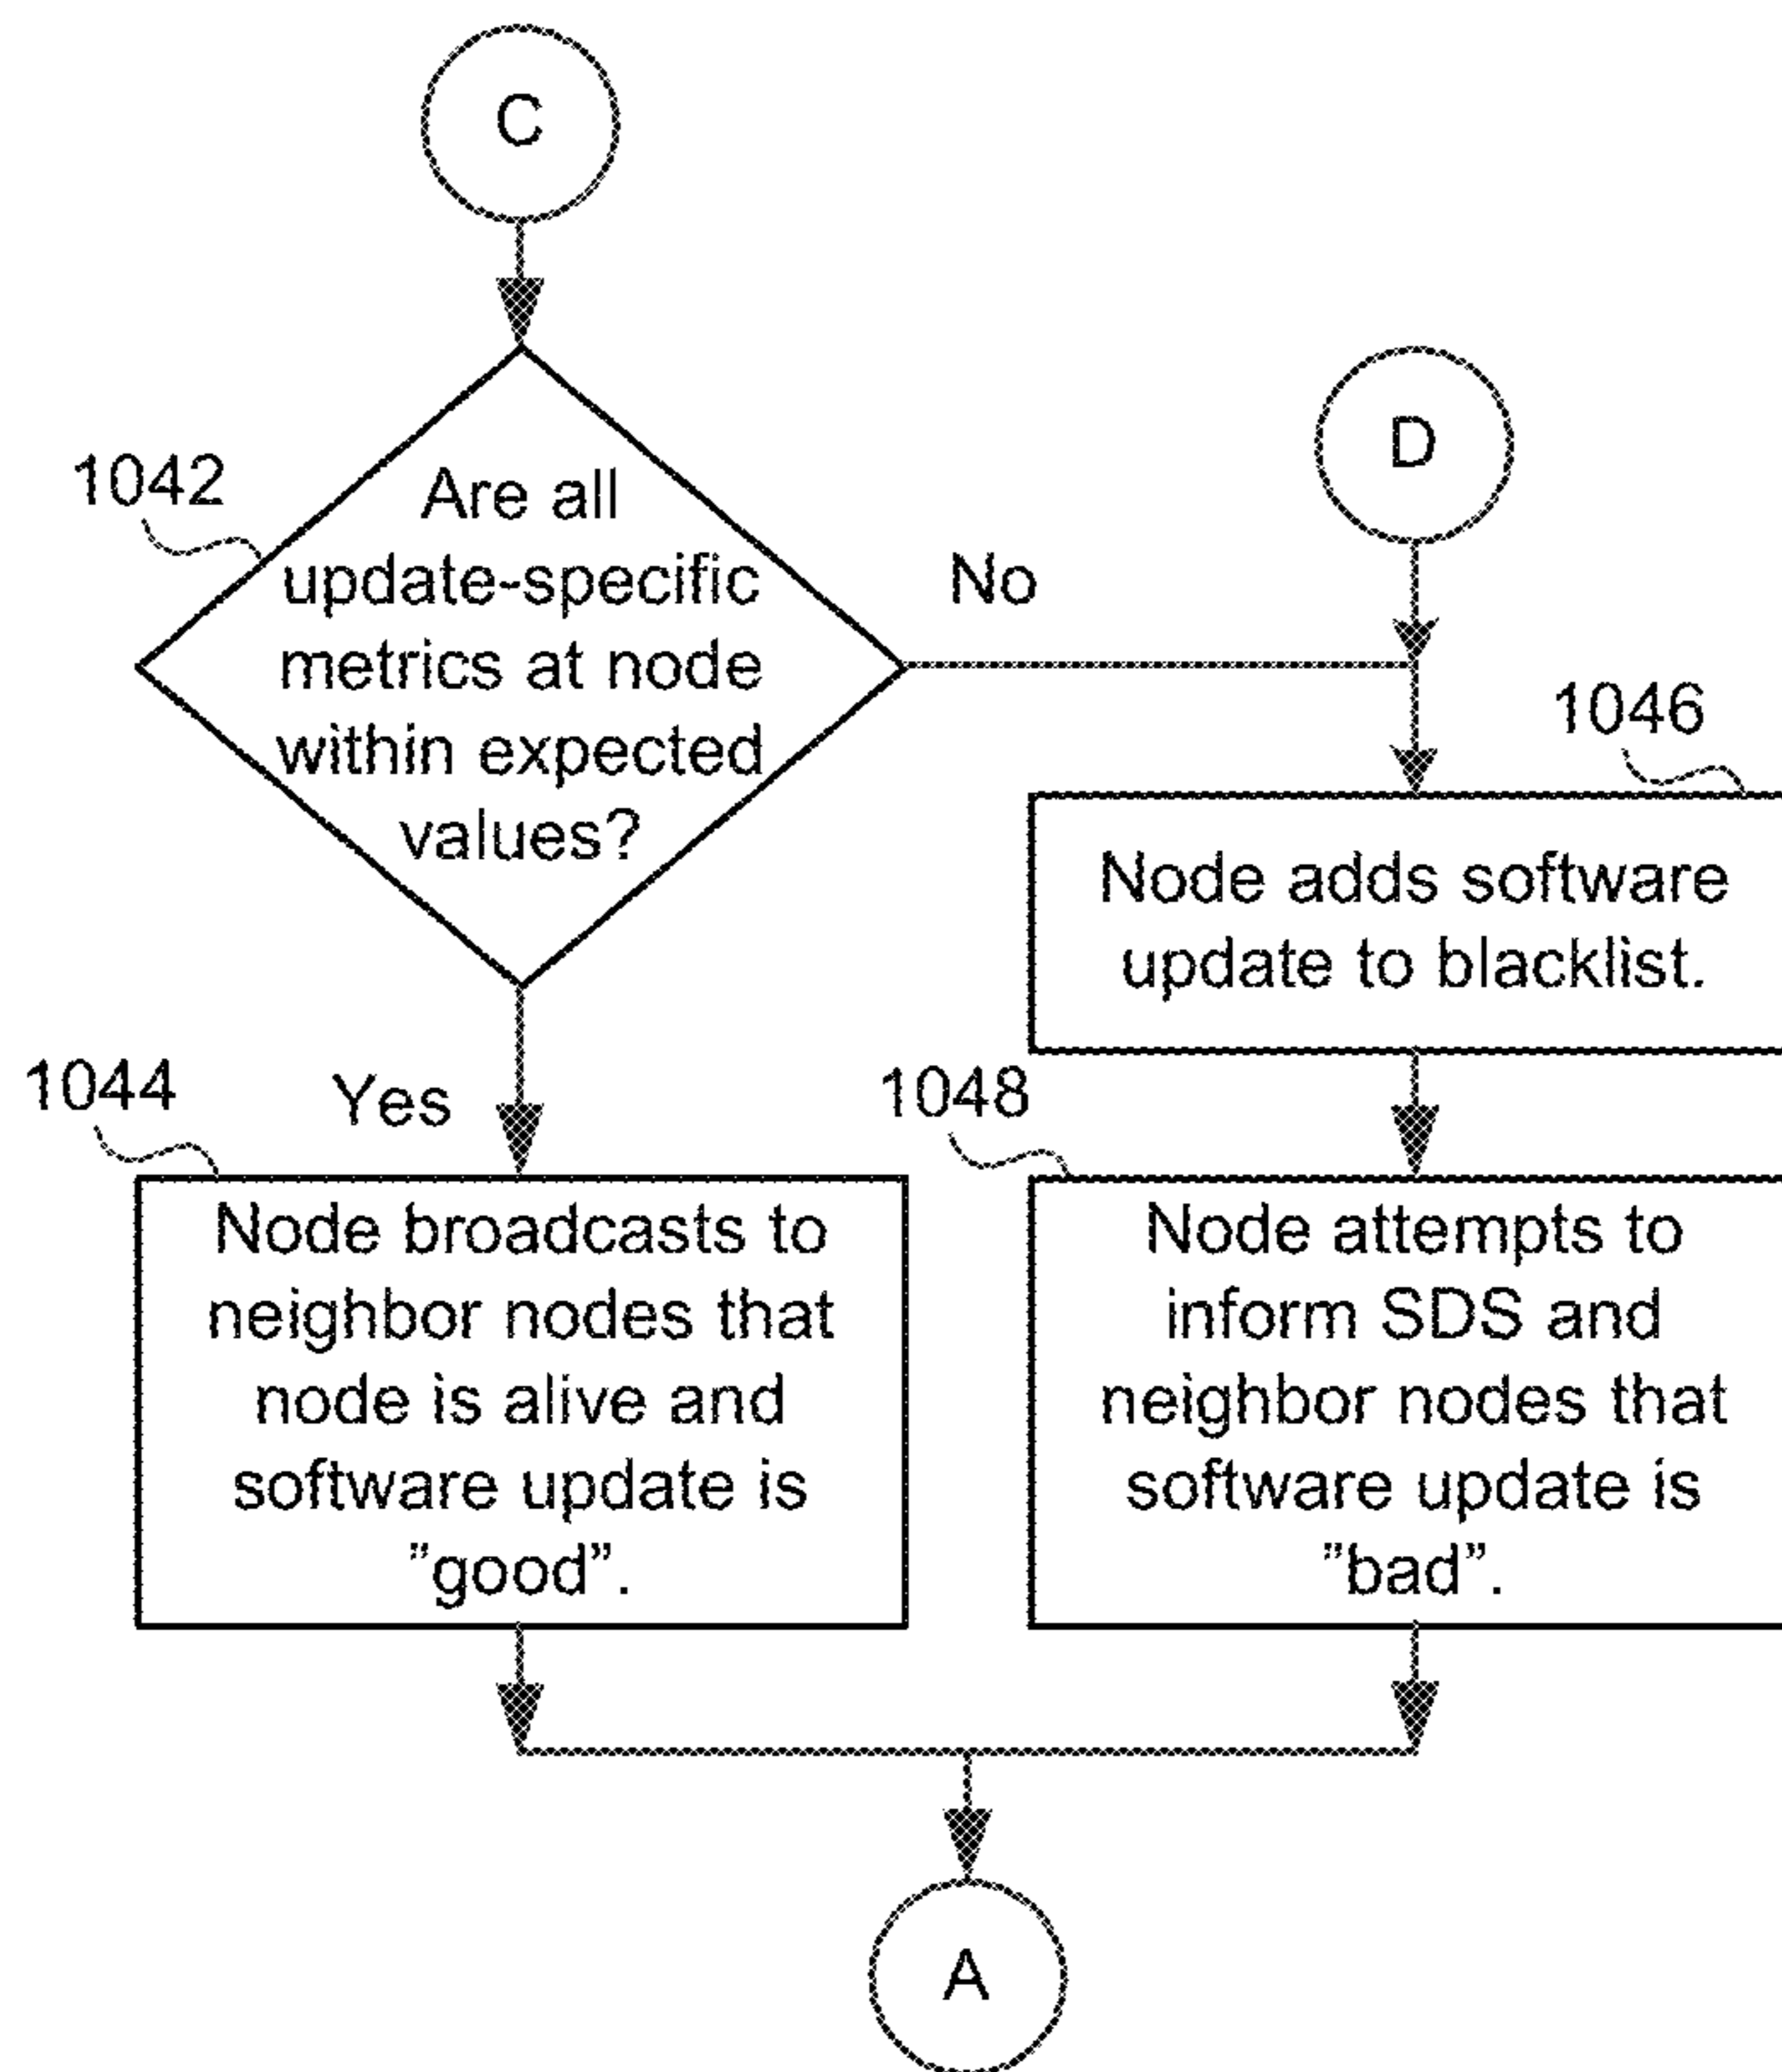 C
1042
Are all
update-specific
metrics at node
within expected
values?
No
D
1046
Node adds software
update to blacklist.
1044
Yes
Node broadcasts to
neighbor nodes that
node is alive and
software update is
”good”.
1048
Node attempts to
inform SDS and
neighbor nodes that
software update is
”bad”.
A